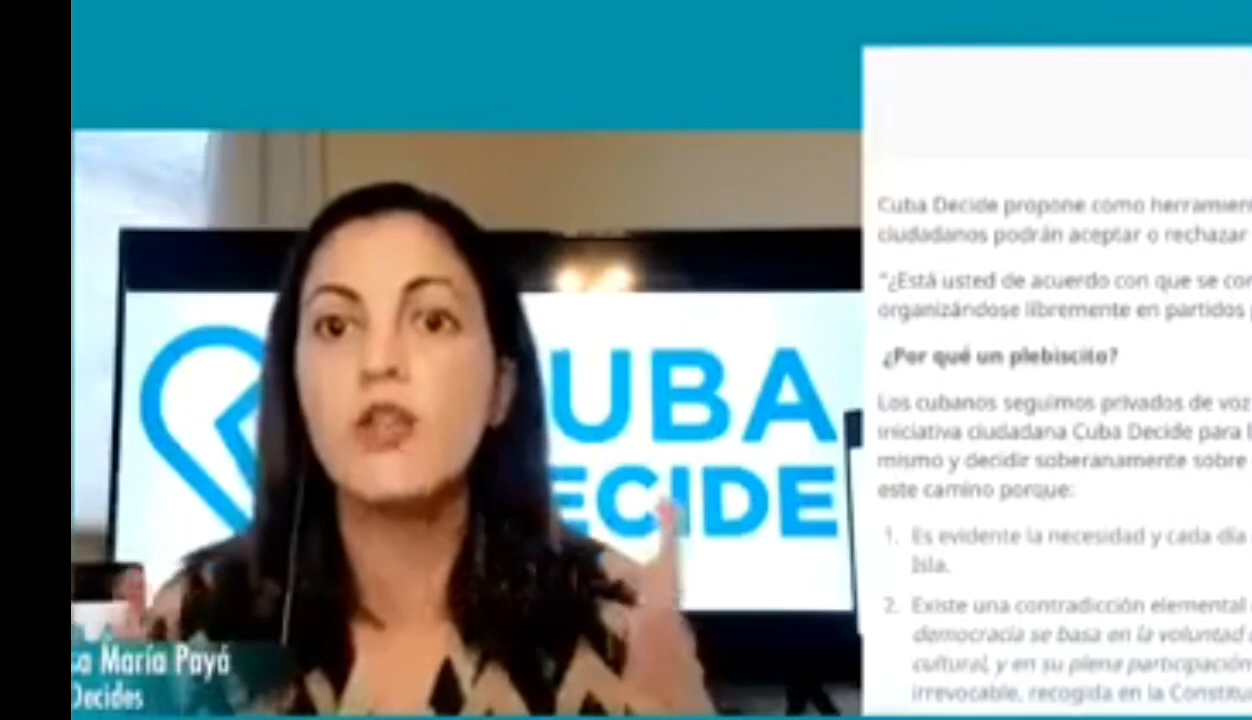 UBA
ECIDE
a María Payá
Decides
Cuba Decide propone como herramien
ciudadanos podrán aceptar o rechazar
"¿Está usted de acuerdo con que se co
organizándose libremente en partidos
¿Por qué un plebiscito?
Los cubanos seguimos privados de voz
iniciativa ciudadana Cuba Decide para
mismo y decidir soberanamente sobre
este camino porque:
1. Es evidente la necesidad y cada día
Isla.
2. Existe una contradicción elemental
democracia se basa en la voluntad
cultural, y en su plena participación
irrevocable, recogida en la Constitu